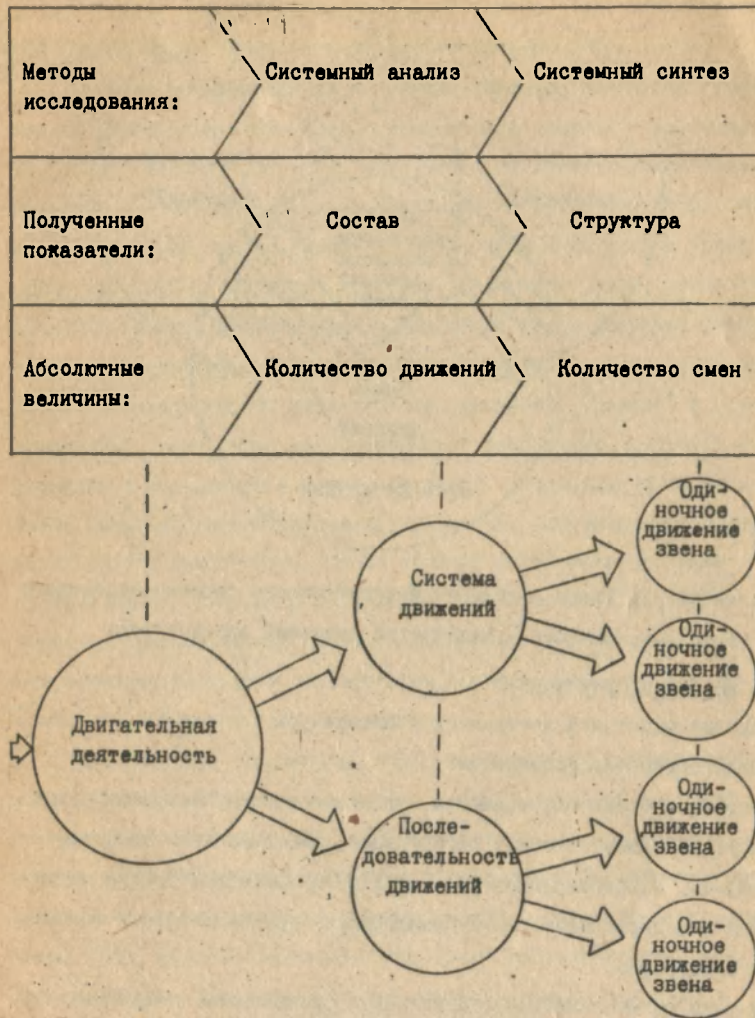 Методы
исследования:
Системный анализ
Системный синтез
Полученные
показатели:
Состав
Структура
Абсолютные
величины:
Количество движений
Количество смен
Оди-
ночное
движение
звена
Система
движений
Оди-
ночное
движение
звена
Двигательная
деятельность
Оди-
ночное
движение
звена
После-
довательность
движений
Оди-
ночное
движение
звена